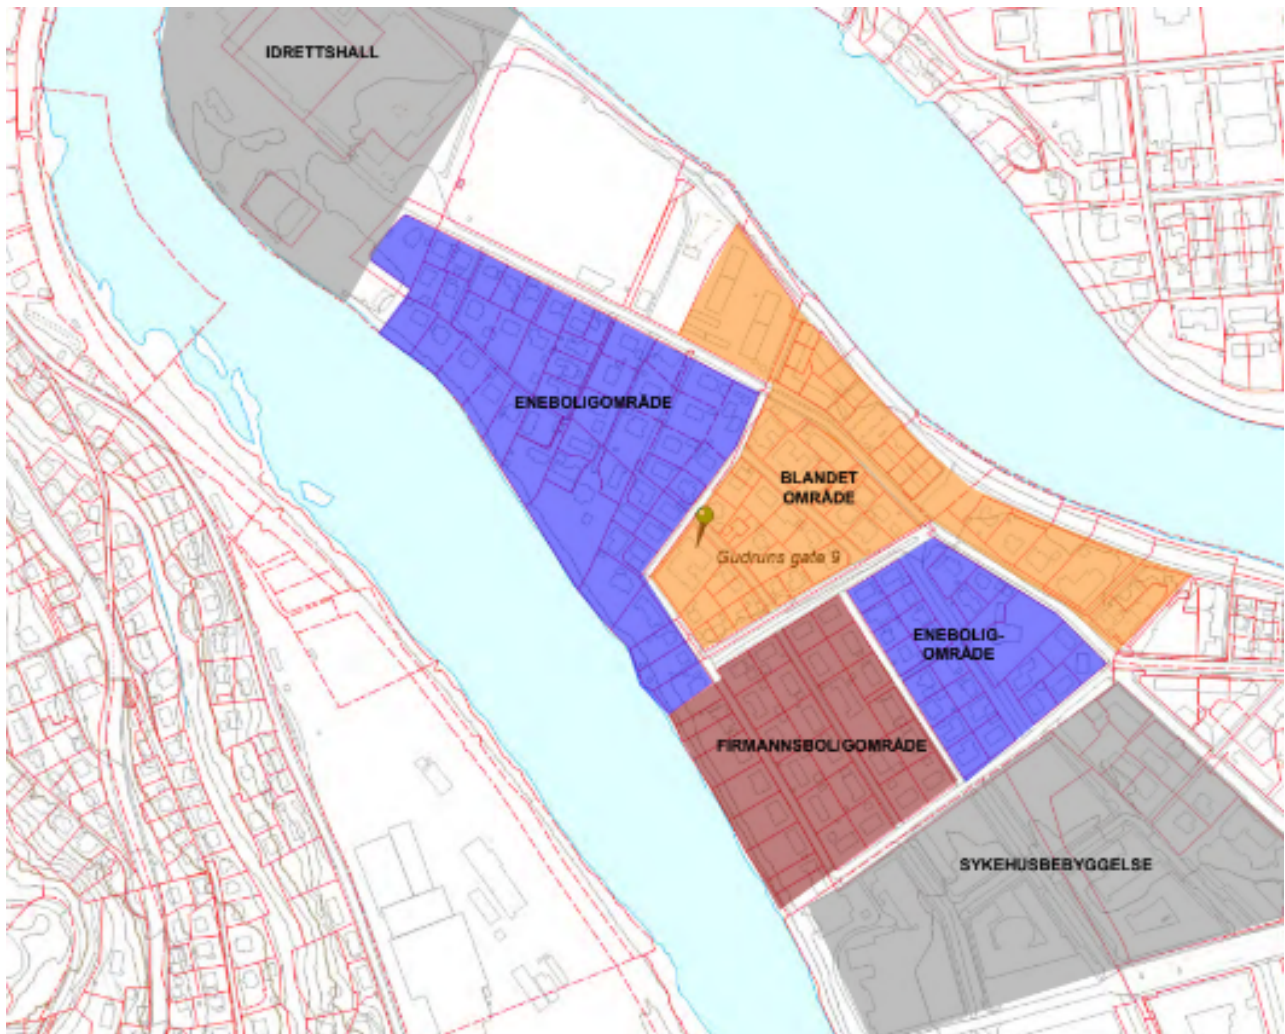 IDRETTSHALL
ENEBOLIGOMRÅDE
BLANDET
OMRÅDE
Gudruns gate 9
ENEBOLIG-
OMRÅDE
FIRMANNSBOLIGOMRÅDE
SYKEHUSBEBYGGELSE